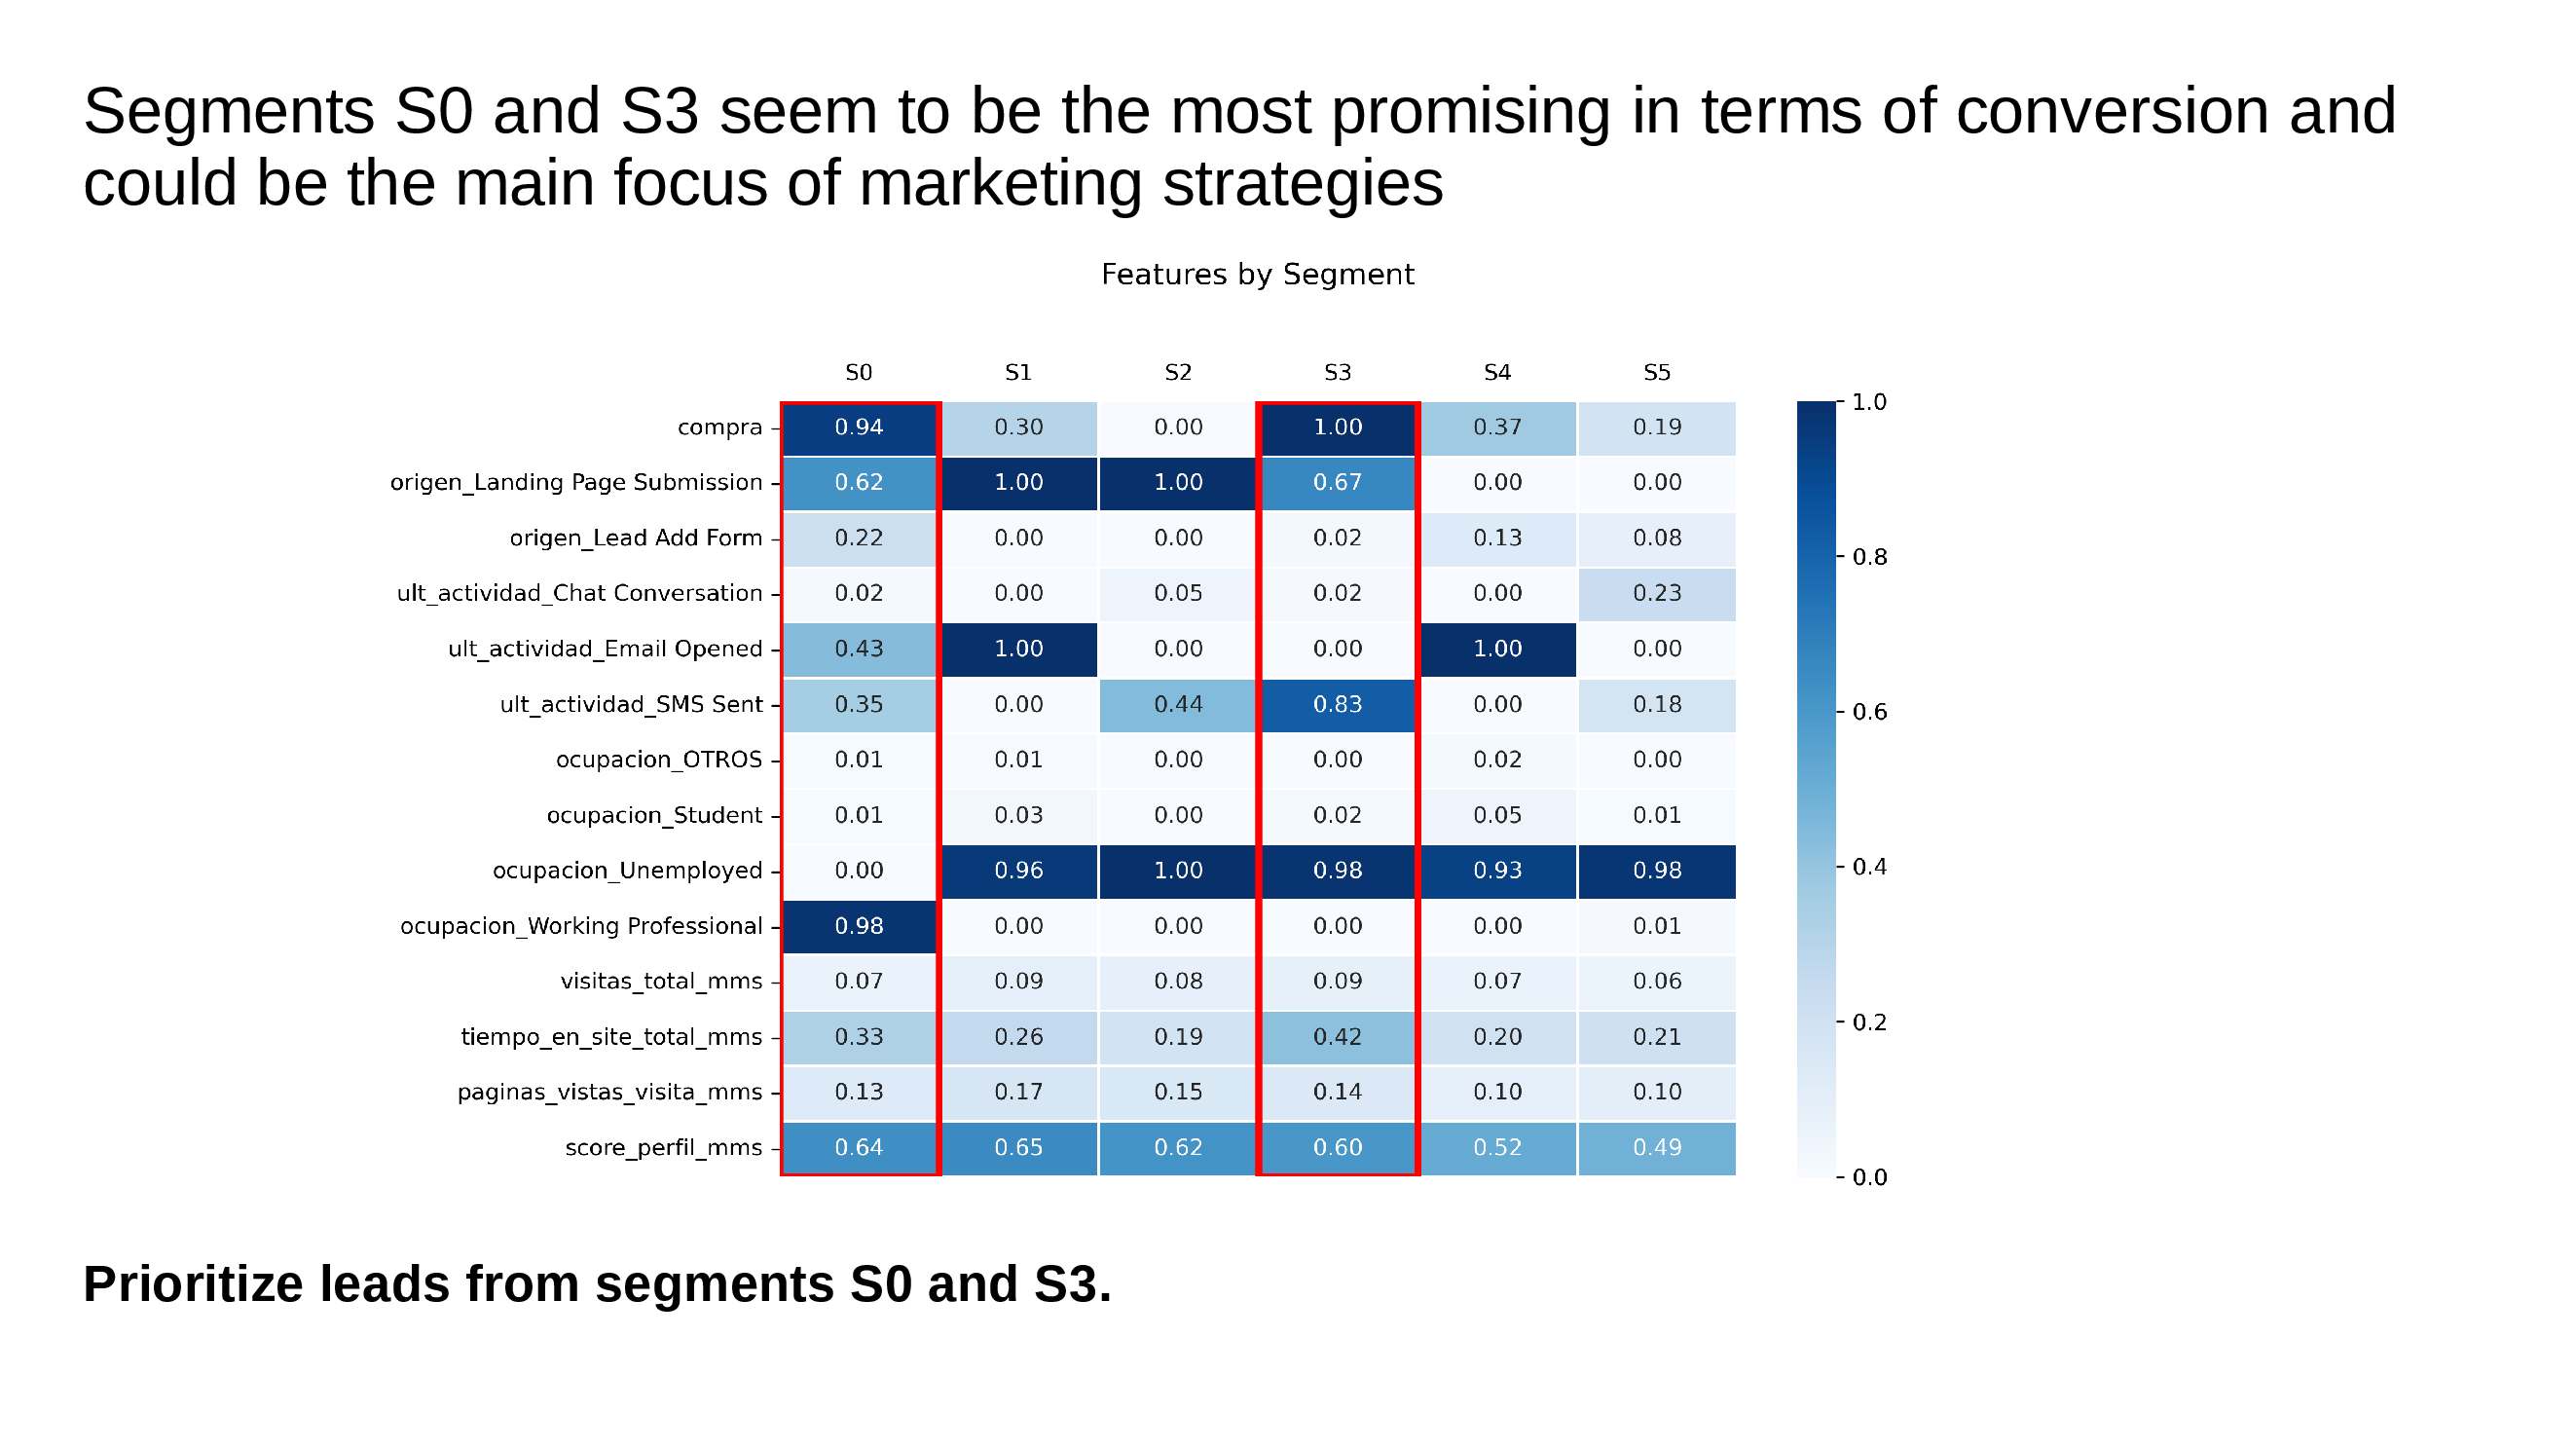 Segments S0 and S3 seem to be the most promising in terms of conversion and
could be the main focus of marketing strategies
Features by Segment
S0 S1 S2 S3 S4 S5
compra 0.94 0.30 0.00 1.00 0.37 0.19
origen_Landing Page Submission 0.62 1.00 1.00 0.67 0.00 0.00
origen_Lead Add Form 0.22 0.00 0.00 0.02 0.13 0.08
ult_actividad_Chat Conversation 0.02 0.00 0.05 0.02 0.00 0.23
ult_actividad_Email Opened 0.43 1.00 0.00 0.00 1.00 0.00
ult_actividad_SMS Sent 0.35 0.00 0.44 0.83 0.00 0.18
ocupacion_OTROS 0.01 0.01 0.00 0.00 0.02 0.00
ocupacion_Student 0.01 0.03 0.00 0.02 0.05 0.01
ocupacion_Unemployed 0.00 0.96 1.00 0.98 0.93 0.98
ocupacion_Working Professional 0.98 0.00 0.00 0.00 0.00 0.01
visitas_total_mms 0.07 0.09 0.08 0.09 0.07 0.06
tiempo_en_site_total_mms 0.33 0.26 0.19 0.42 0.20 0.21
paginas_vistas_visita_mms 0.13 0.17 0.15 0.14 0.10 0.10
score_perfil_mms 0.64 0.65 0.62 0.60 0.52 0.49
1.0
0.8
0.6
0.4
0.2
0.0
Prioritize leads from segments S0 and S3.